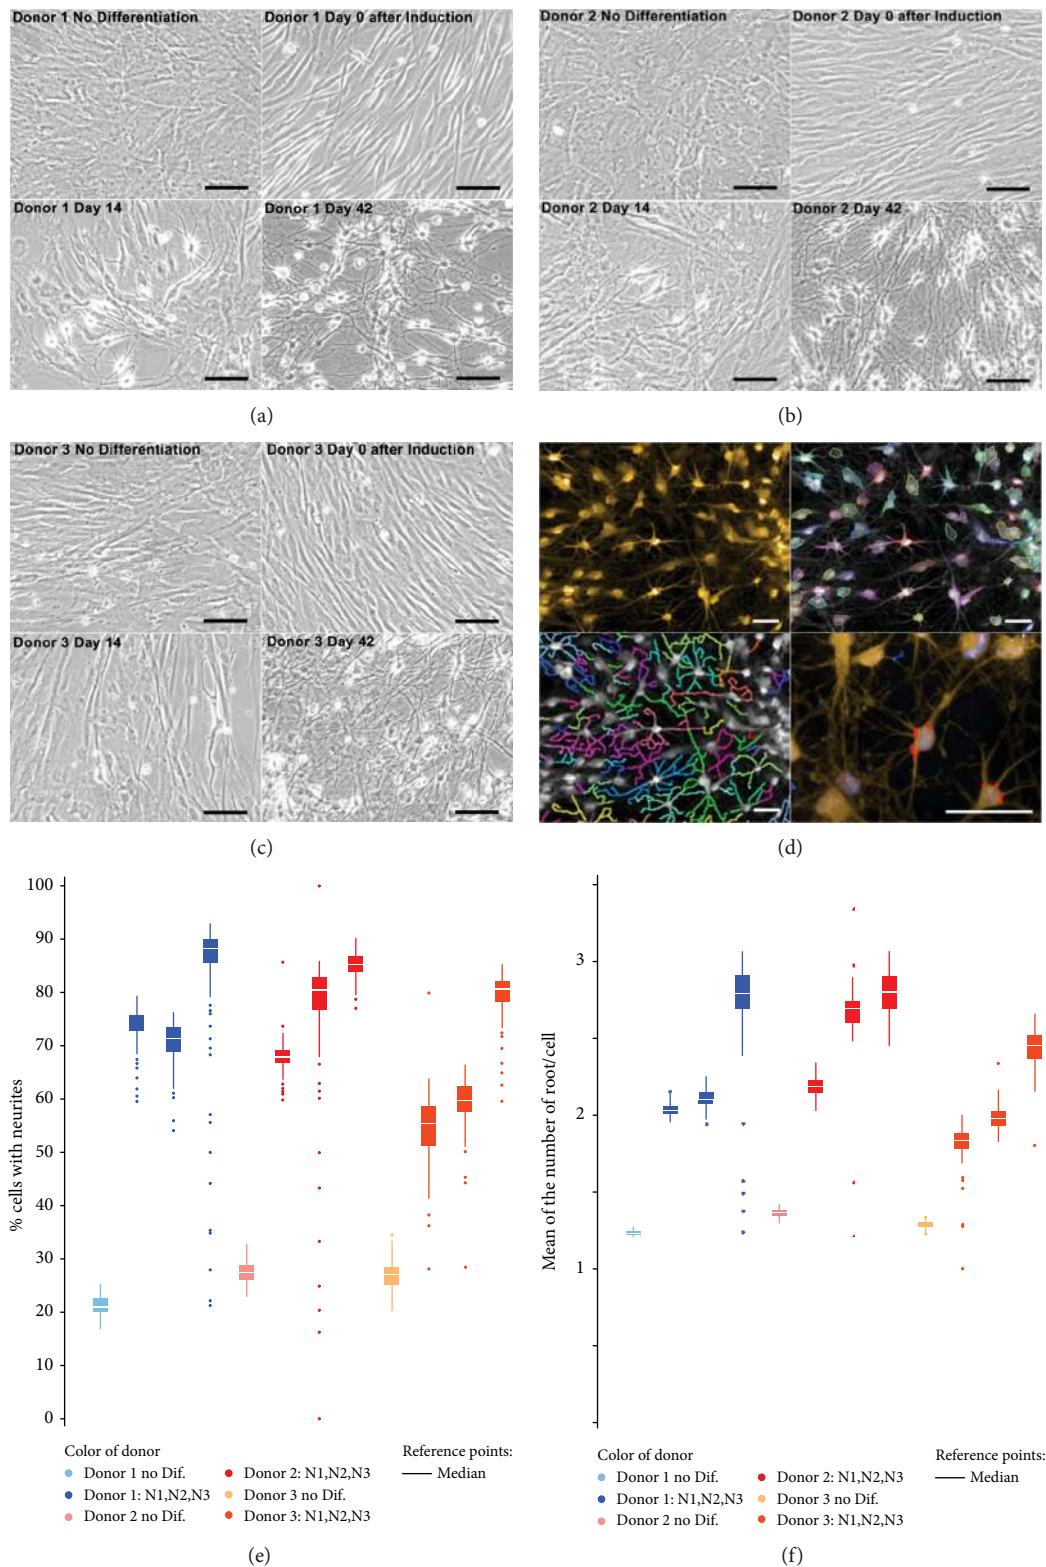 Donor 1 No Differentiation
Donor 1 Day 0 after Induction
Donor 1 Day 14
Donor 1 Day 42
(a)
Donor 2 No Differentiation
Donor 2 Day 0 after Induction
Donor 2 Day 14
Donor 2 Day 42
(b)
Donor 3 No Differentiation
Donor 3 Day 0 after Induction
Donor 3 Day 14
Donor 3 Day 42
(c)
(d)
% cells with neurites
100
90
80
70
60
50
40
30
20
10
0
Color of donor
Donor 1 no Dif.
Donor 1: N1,N2,N3
Donor 2 no Dif.
Donor 2: N1,N2,N3
Donor 3 no Dif.
Donor 3: N1,N2,N3
Reference points:
Median
(e)
Mean of the number of root/cell
3
2
1
Color of donor
Donor 1 no Dif.
Donor 1: N1,N2,N3
Donor 2 no Dif.
Donor 2: N1,N2,N3
Donor 3 no Dif.
Donor 3: N1,N2,N3
Reference points:
Median
(f)